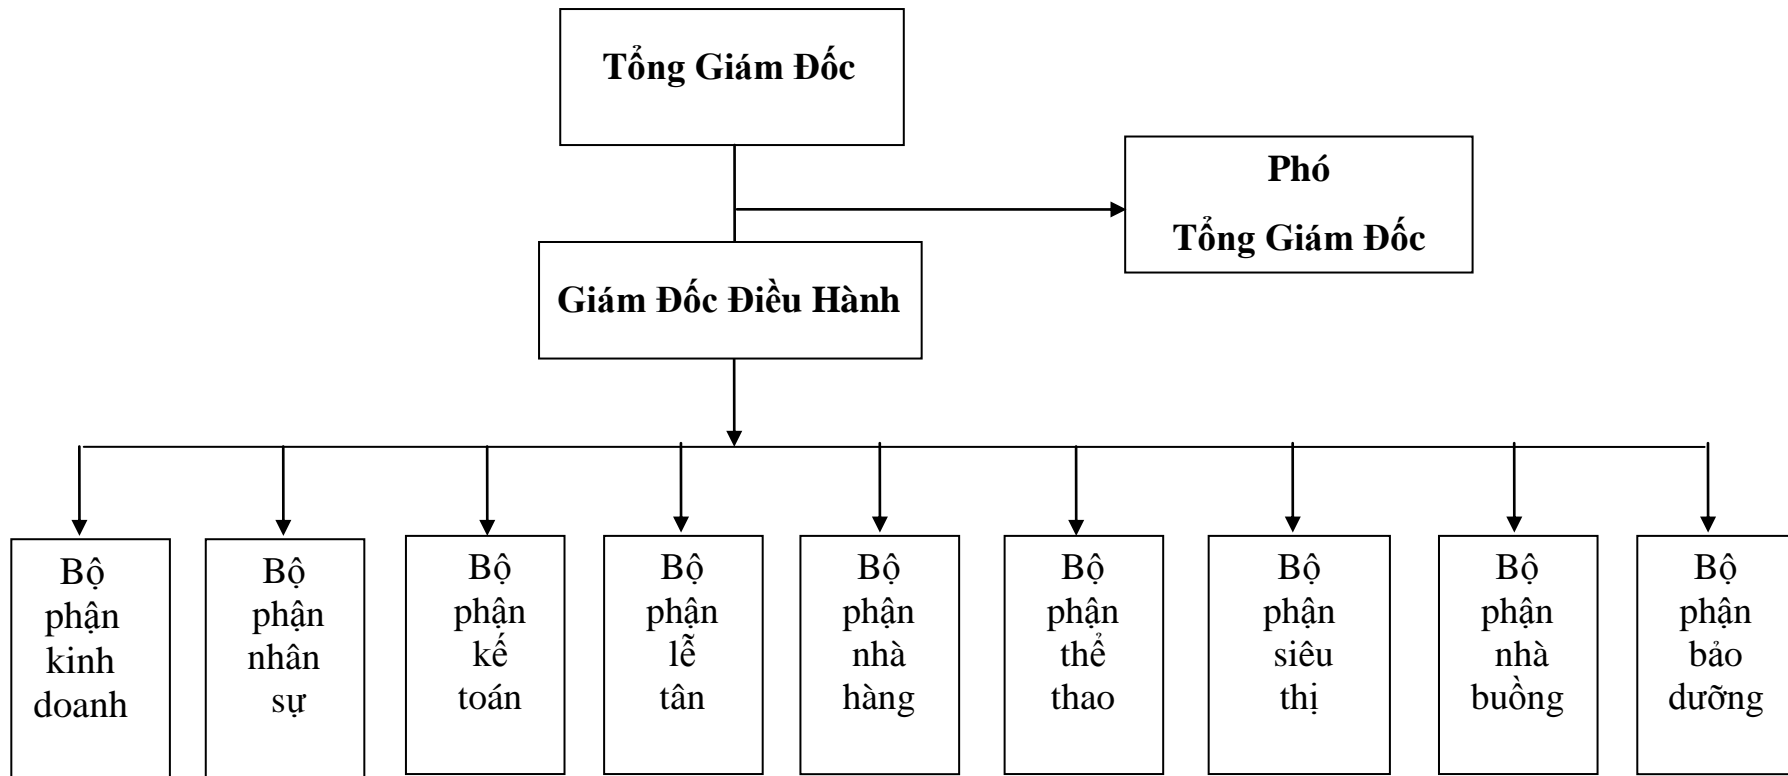 Tổng Giám Đốc
Phó
Tổng Giám Đốc
Giám Đốc Điều Hành
Bộ
phận
kinh
doanh
Bộ
phận
nhân
sự
Bộ
phận
kế
toán
Bộ
phận
lễ
tân
Bộ
phận
nhà
hàng
Bộ
phận
thể
thao
Bộ
phận
siêu
thị
Bộ
phận
nhà
buồng
Bộ
phận
bảo
dưỡng